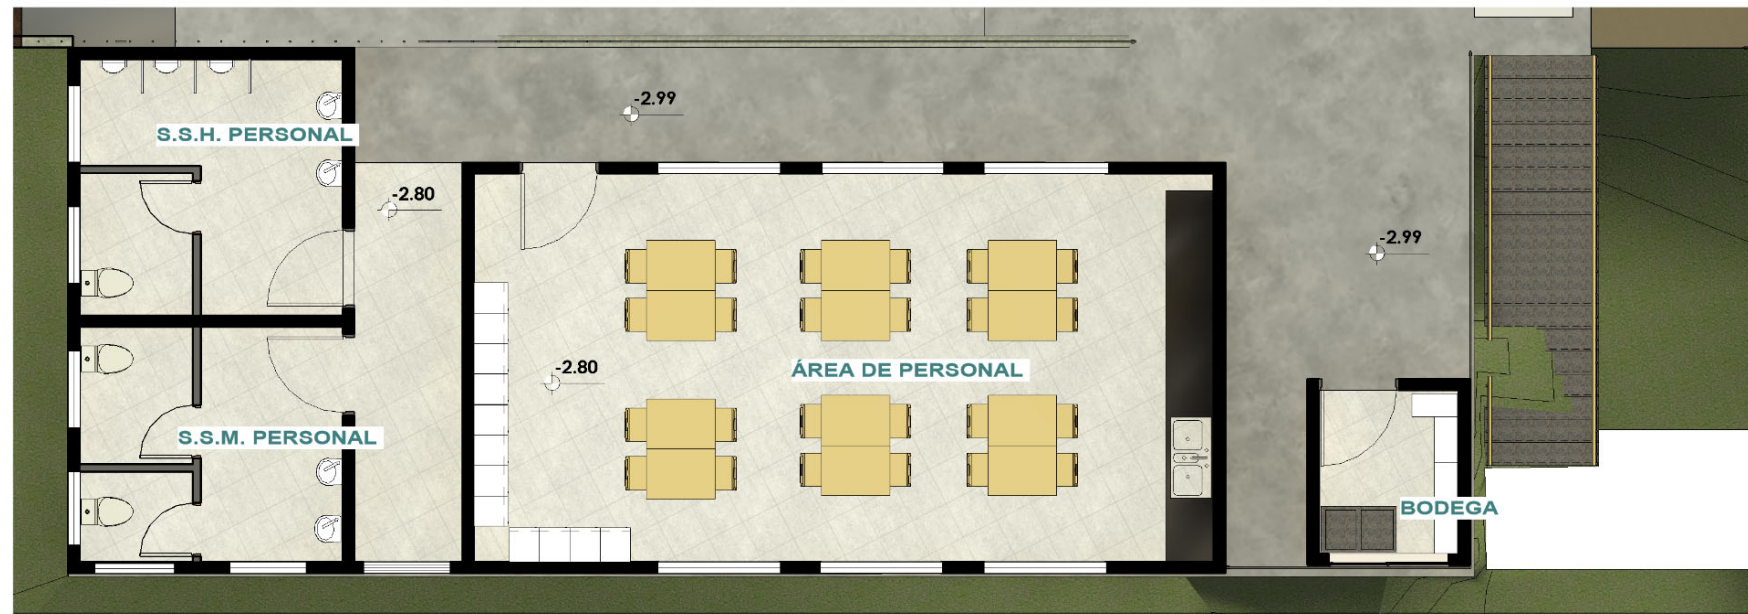 -2.99
S.S.H. PERSONAL
-2.80
-2.99
-2.80
ÁREA DE PERSONAL
S.S.M. PERSONAL
BODEGA